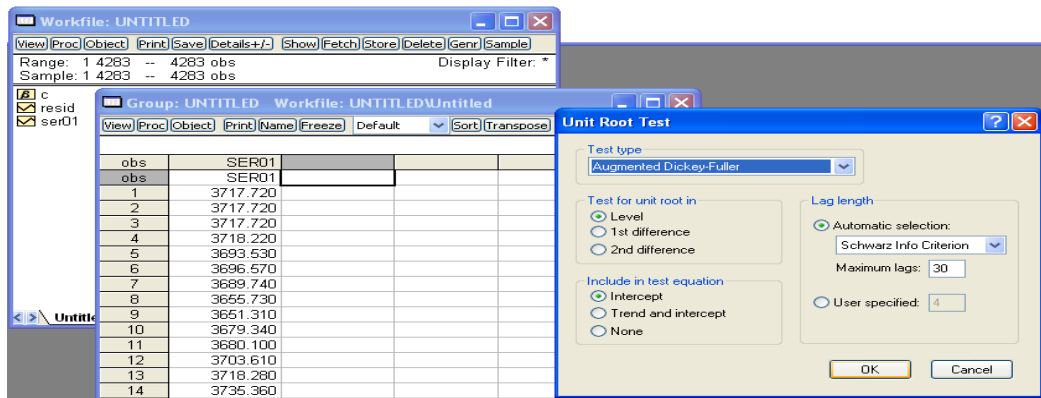 Workfile: UNTITLED
View Proc Object Print Save Details+/- Show Fetch Store Delete Genr Sample
Range: 1 4283 -- 4283 obs Display Filter: *
Sample: 1 4283 -- 4283 obs
c
resid
ser01
Untitle
Group: UNTITLED Workfile: UNTITLED\Untitled
View Proc Object Print Name Freeze Default Sort Transpose
obs SER01
obs SER01
1 3717.720
2 3717.720
3 3717.720
4 3718.220
5 3693.530
6 3696.570
7 3689.740
8 3655.730
9 3651.310
10 3679.340
11 3680.100
12 3703.610
13 3718.280
14 3735.360
Unit Root Test
Test type
Augmented Dickey-Fuller
Test for unit root in
Level
1st difference
2nd difference
Include in test equation
Intercept
Trend and intercept
None
Lag length
Automatic selection:
Schwarz Info Criterion
Maximum lags: 30
User specified: 4
OK Cancel